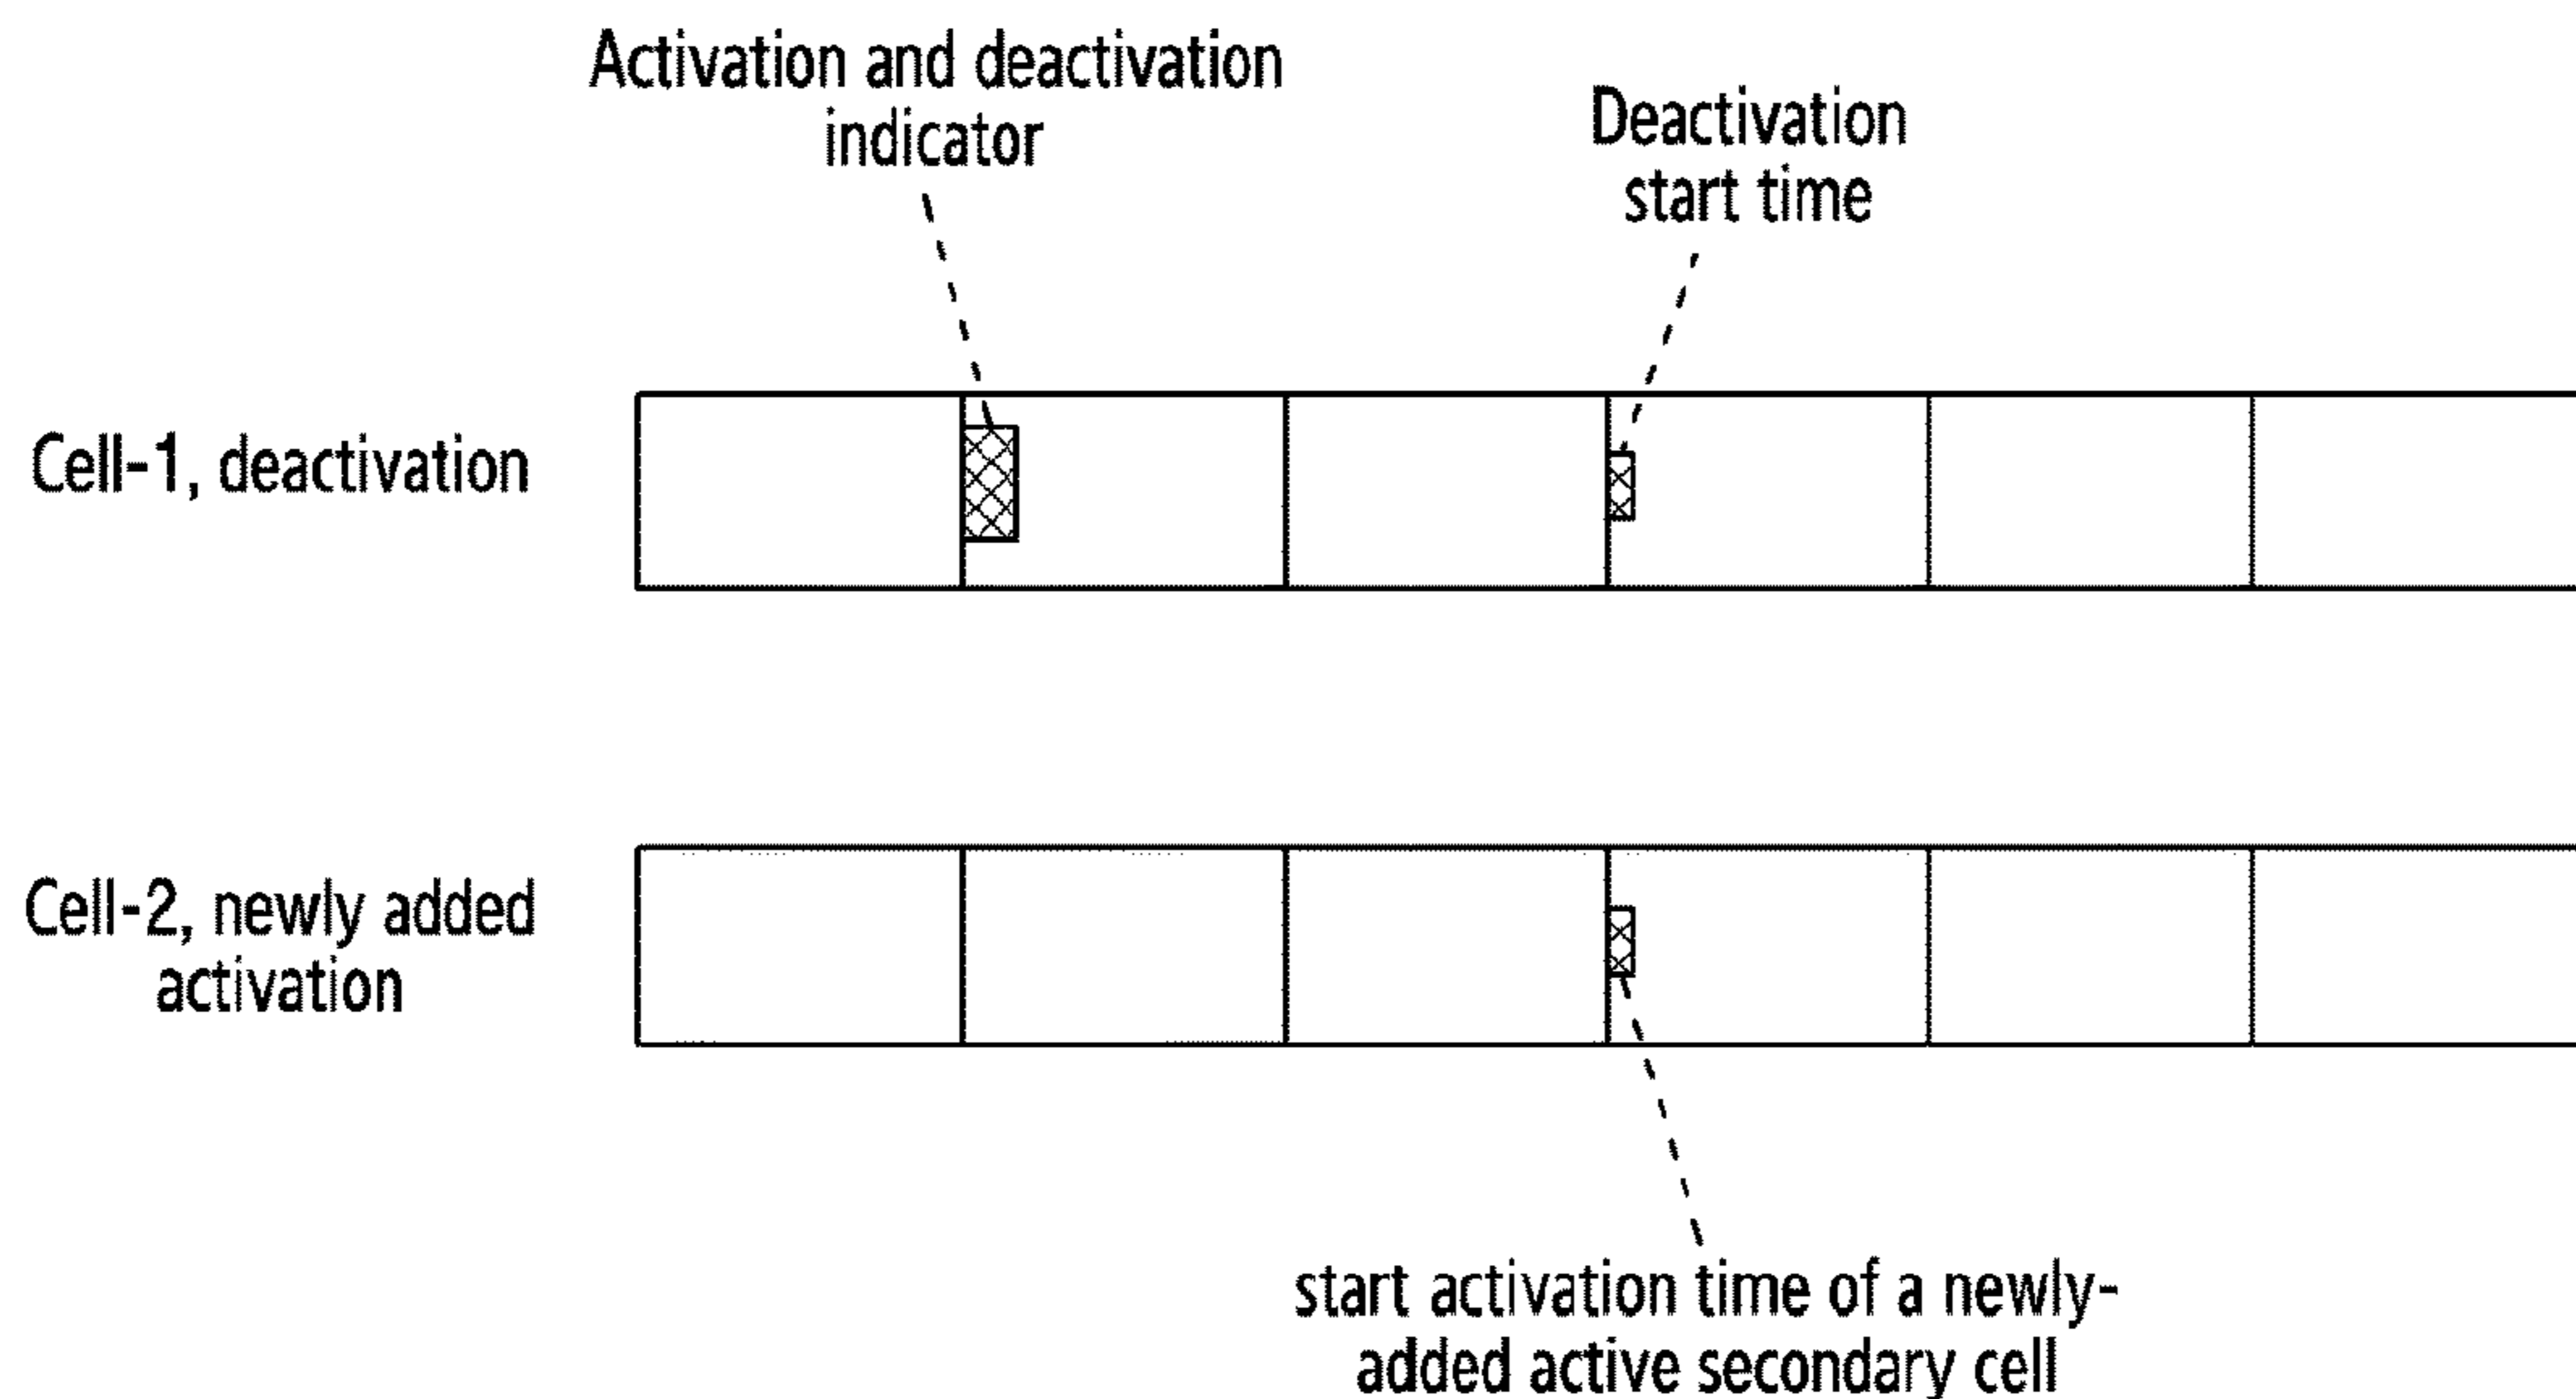 Activation and deactivation
indicator
Deactivation
start time
Cell-1, deactivation
Cell-2, newly added
activation
start activation time of a newly-
added active secondary cell